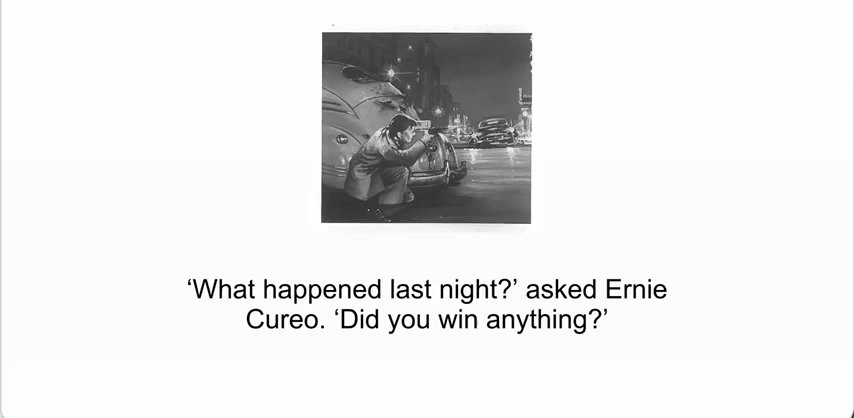 ‘What happened last night?’ asked Ernie
Cureo. ‘Did you win anything?’